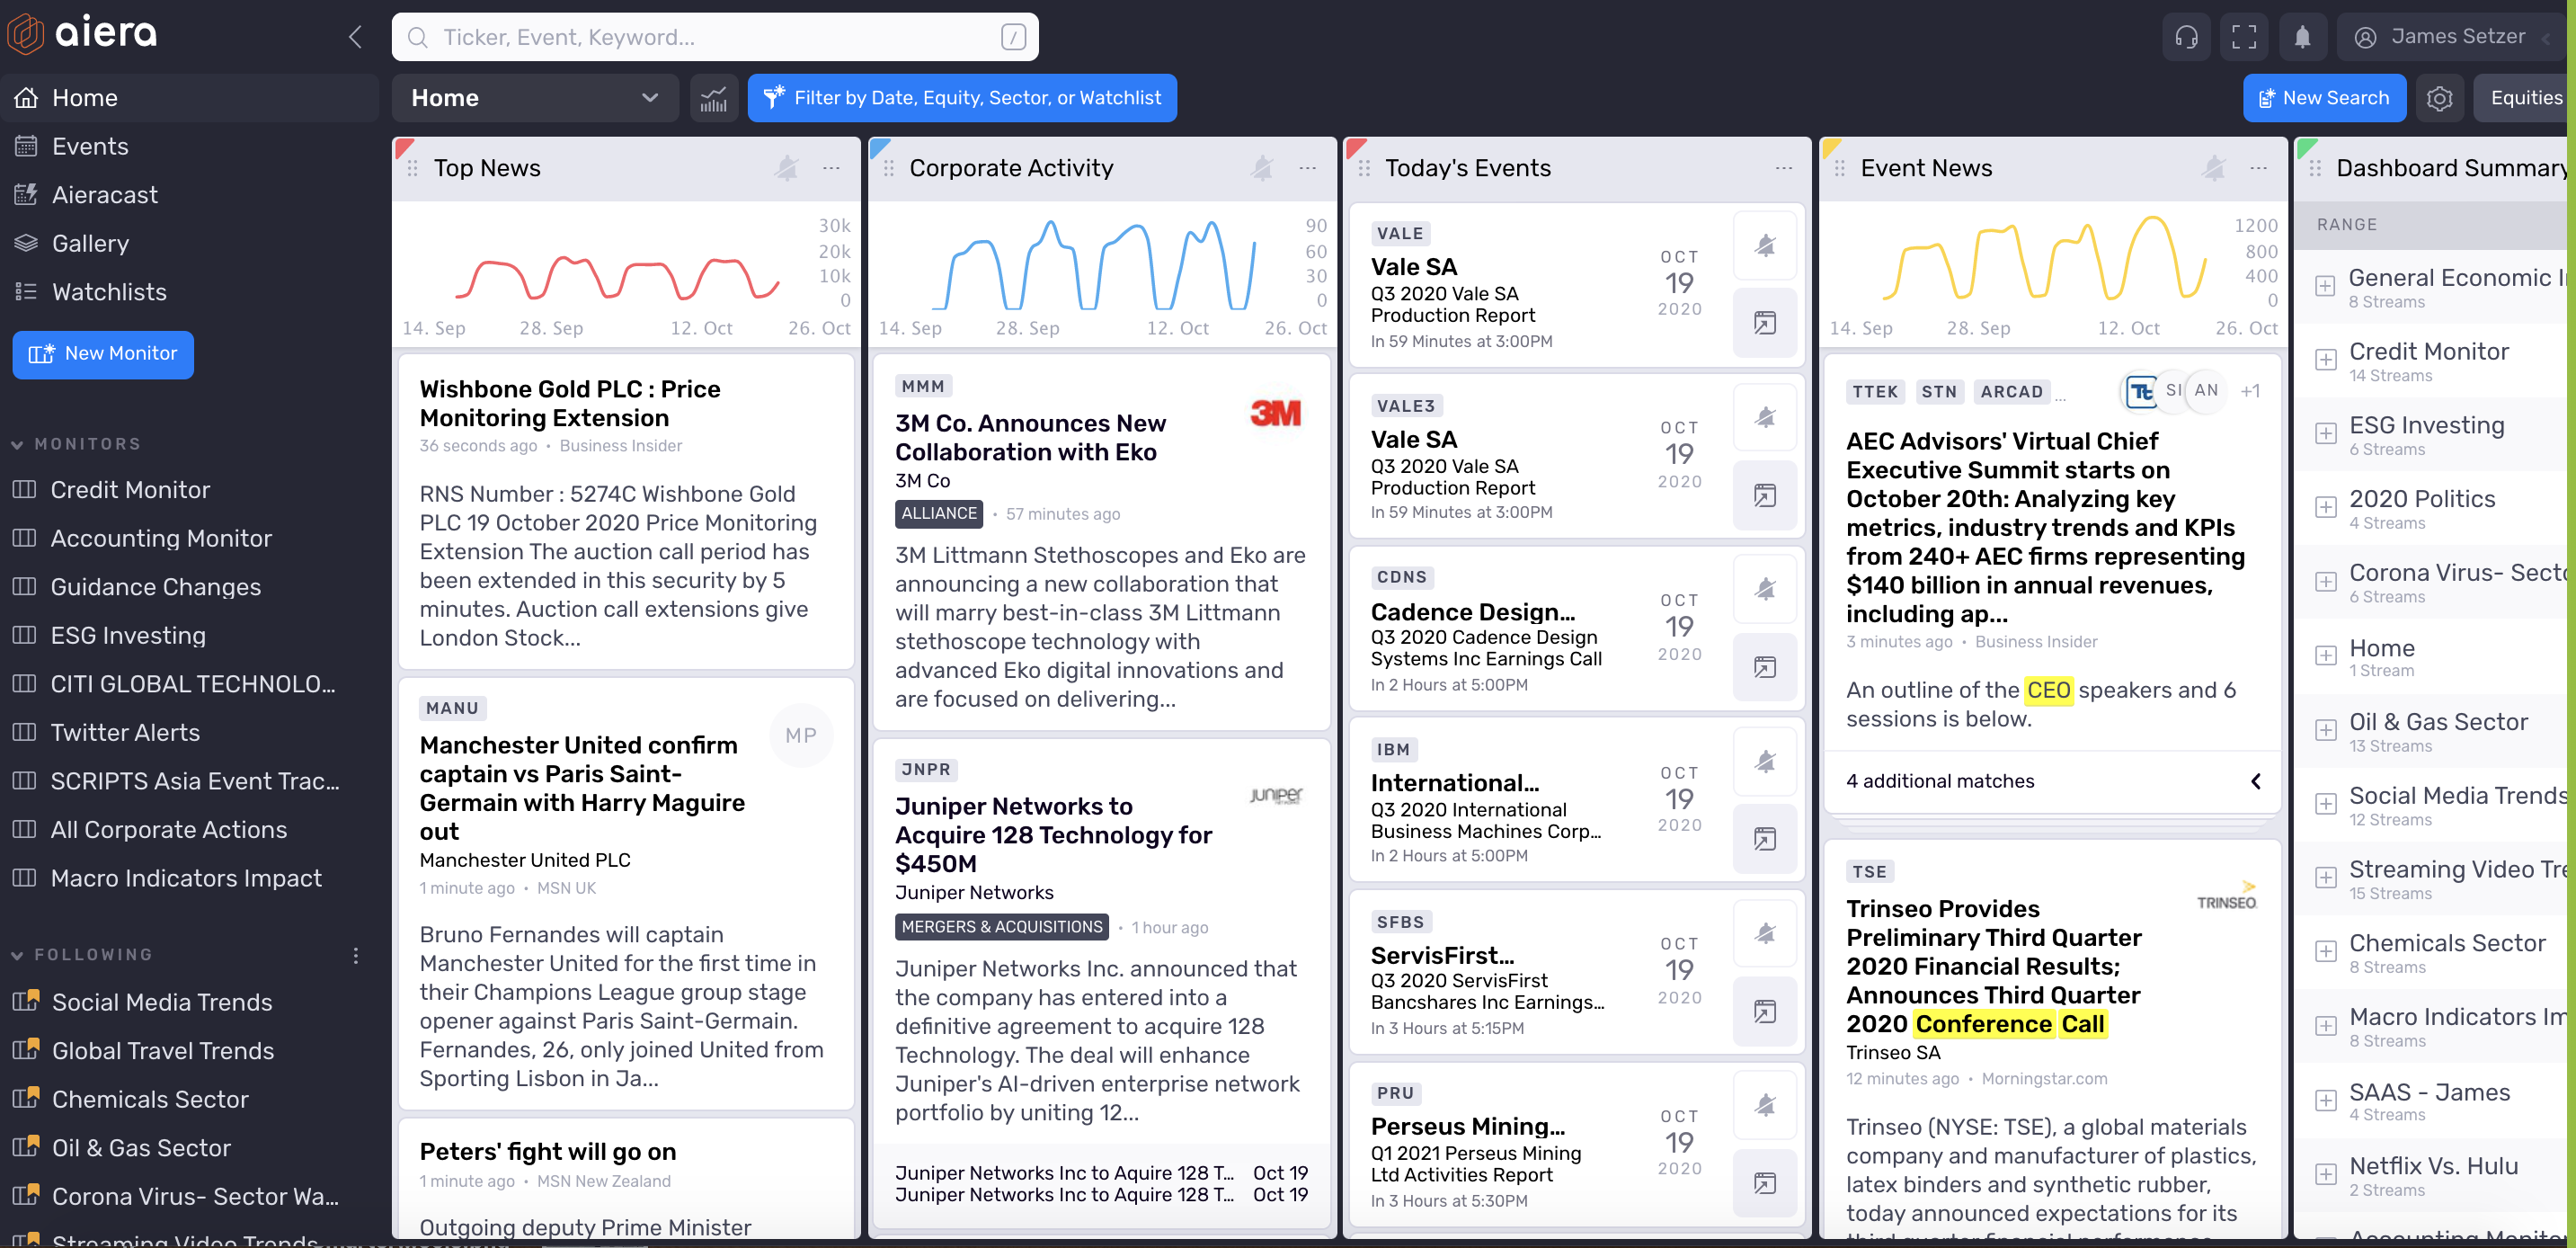 aiera
Ticker, Event, Keyword...
/
James Setzer
Home
Events
Aieracast
Gallery
Watchlists
New Monitor
MONITORS
Credit Monitor
Accounting Monitor
Guidance Changes
ESG Investing
CITI GLOBAL TECHNOLO...
Twitter Alerts
SCRIPTS Asia Event Trac...
All Corporate Actions
Macro Indicators Impact
FOLLOWING
Social Media Trends
Global Travel Trends
Chemicals Sector
Oil & Gas Sector
Corona Virus- Sector Wa...
Streaming Video Trends
Home
Filter by Date, Equity, Sector, or Watchlist
New Search
Equities
Top News
30k
20k
10k
0
14. Sep 28. Sep 12. Oct 26. Oct
Wishbone Gold PLC : Price
Monitoring Extension
36 seconds ago • Business Insider
RNS Number : 5274C Wishbone Gold
PLC 19 October 2020 Price Monitoring
Extension The auction call period has
been extended in this security by 5
minutes. Auction call extensions give
London Stock...
MANU
MP
Manchester United confirm
captain vs Paris Saint-
Germain with Harry Maguire
out
Manchester United PLC
1 minute ago • MSN UK
Bruno Fernandes will captain
Manchester United for the first time in
their Champions League group stage
opener against Paris Saint-Germain.
Fernandes, 26, only joined United from
Sporting Lisbon in Ja...
Peters' fight will go on
1 minute ago • MSN New Zealand
Outgoing deputy Prime Minister
Corporate Activity
90
60
30
0
14. Sep 28. Sep 12. Oct 26. Oct
MMM
3M
3M Co. Announces New
Collaboration with Eko
3M Co
ALLIANCE • 57 minutes ago
3M Littmann Stethoscopes and Eko are
announcing a new collaboration that
will marry best-in-class 3M Littmann
stethoscope technology with
advanced Eko digital innovations and
are focused on delivering...
JNPR
JUNIPER
Juniper Networks to
Acquire 128 Technology for
$450M
Juniper Networks
MERGERS & ACQUISITIONS • 1 hour ago
Juniper Networks Inc. announced that
the company has entered into a
definitive agreement to acquire 128
Technology. The deal will enhance
Juniper's AI-driven enterprise network
portfolio by uniting 12...
Juniper Networks Inc to Aquire 128 T... Oct 19
Juniper Networks Inc to Aquire 128 T... Oct 19
Today's Events
VALE
Vale SA
Q3 2020 Vale SA
Production Report
In 59 Minutes at 3:00PM
OCT
19
2020
VALE3
Vale SA
Q3 2020 Vale SA
Production Report
In 59 Minutes at 3:00PM
OCT
19
2020
CDNS
Cadence Design...
Q3 2020 Cadence Design
Systems Inc Earnings Call
In 2 Hours at 5:00PM
OCT
19
2020
IBM
International...
Q3 2020 International
Business Machines Corp...
In 2 Hours at 5:00PM
OCT
19
2020
SFBS
ServisFirst...
Q3 2020 ServisFirst
Bancshares Inc Earnings...
In 3 Hours at 5:15PM
OCT
19
2020
PRU
Perseus Mining...
Q1 2021 Perseus Mining
Ltd Activities Report
In 3 Hours at 5:30PM
OCT
19
2020
Event News
1200
800
400
0
14. Sep 28. Sep 12. Oct 26. Oct
TTEK STN ARCAD ... Tt SI AN +1
AEC Advisors' Virtual Chief
Executive Summit starts on
October 20th: Analyzing key
metrics, industry trends and KPIs
from 240+ AEC firms representing
$140 billion in annual revenues,
including ap...
3 minutes ago • Business Insider
An outline of the CEO speakers and 6
sessions is below.
4 additional matches
TSE
TRINSEO
Trinseo Provides
Preliminary Third Quarter
2020 Financial Results;
Announces Third Quarter
2020 Conference Call
Trinseo SA
12 minutes ago • Morningstar.com
Trinseo (NYSE: TSE), a global materials
company and manufacturer of plastics,
latex binders and synthetic rubber,
today announced expectations for its
third quarter financial performance
Dashboard Summary
RANGE
General Economic
8 Streams
Credit Monitor
14 Streams
ESG Investing
6 Streams
2020 Politics
4 Streams
Corona Virus- Secto
6 Streams
Home
1 Stream
Oil & Gas Sector
13 Streams
Social Media Trends
12 Streams
Streaming Video Tre
15 Streams
Chemicals Sector
8 Streams
Macro Indicators Im
8 Streams
SAAS - James
4 Streams
Netflix Vs. Hulu
2 Streams
Accounting Monito